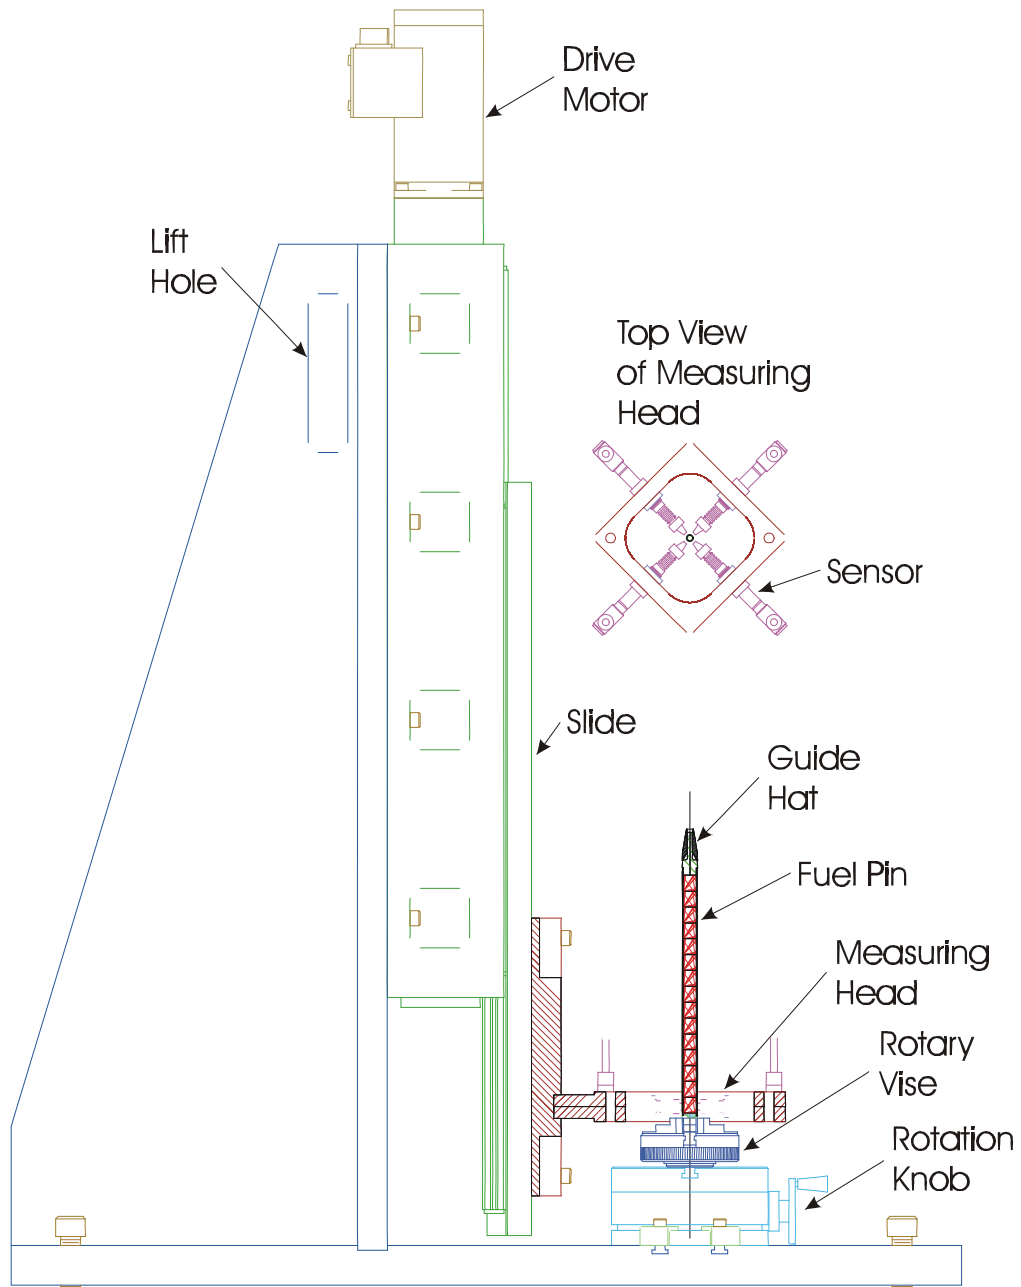 Drive
Motor
Lift
Hole
Top View
of Measuring
Head
Sensor
Slide
Guide
Hat
Fuel Pin
Measuring
Head
Rotary
Vise
Rotation
Knob